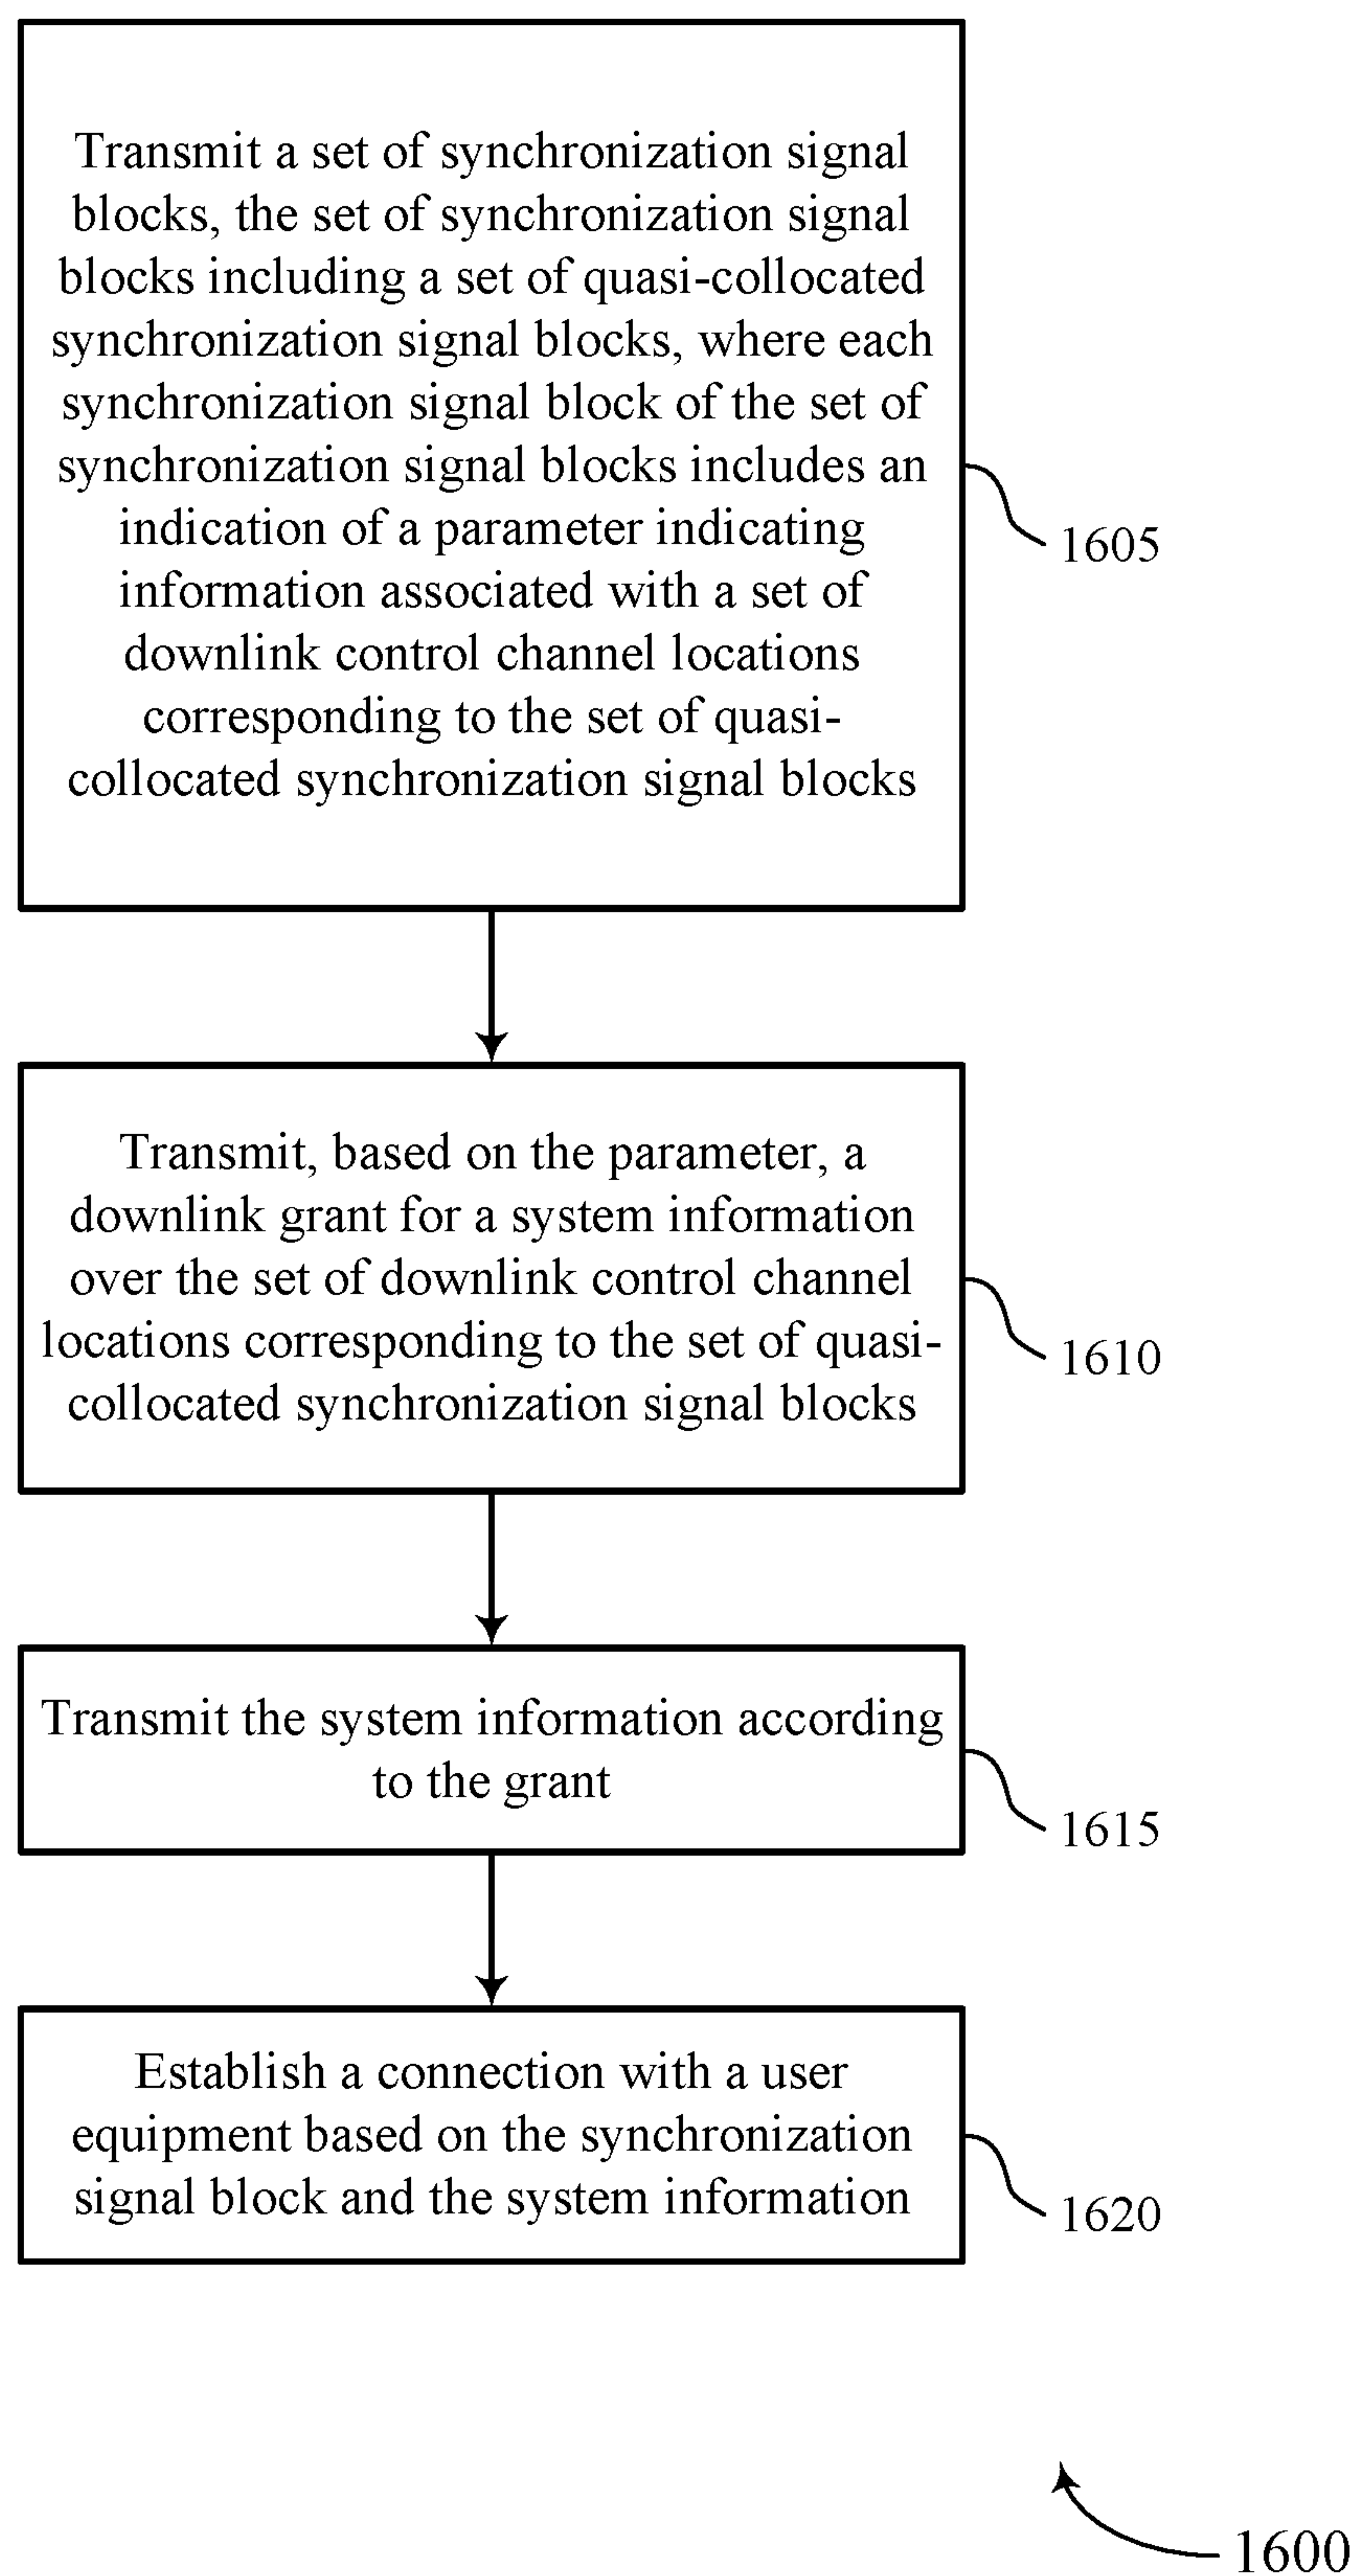 Transmit a set of synchronization signal
blocks, the set of synchronization signal
blocks including a set of quasi-collocated
synchronization signal blocks, where each
synchronization signal block of the set of
synchronization signal blocks includes an
indication of a parameter indicating
information associated with a set of
downlink control channel locations
corresponding to the set of quasi-
collocated synchronization signal blocks
1605
Transmit, based on the parameter, a
downlink grant for a system information
over the set of downlink control channel
locations corresponding to the set of quasi-
collocated synchronization signal blocks
1610
Transmit the system information according
to the grant
1615
Establish a connection with a user
equipment based on the synchronization
signal block and the system information
1620
1600